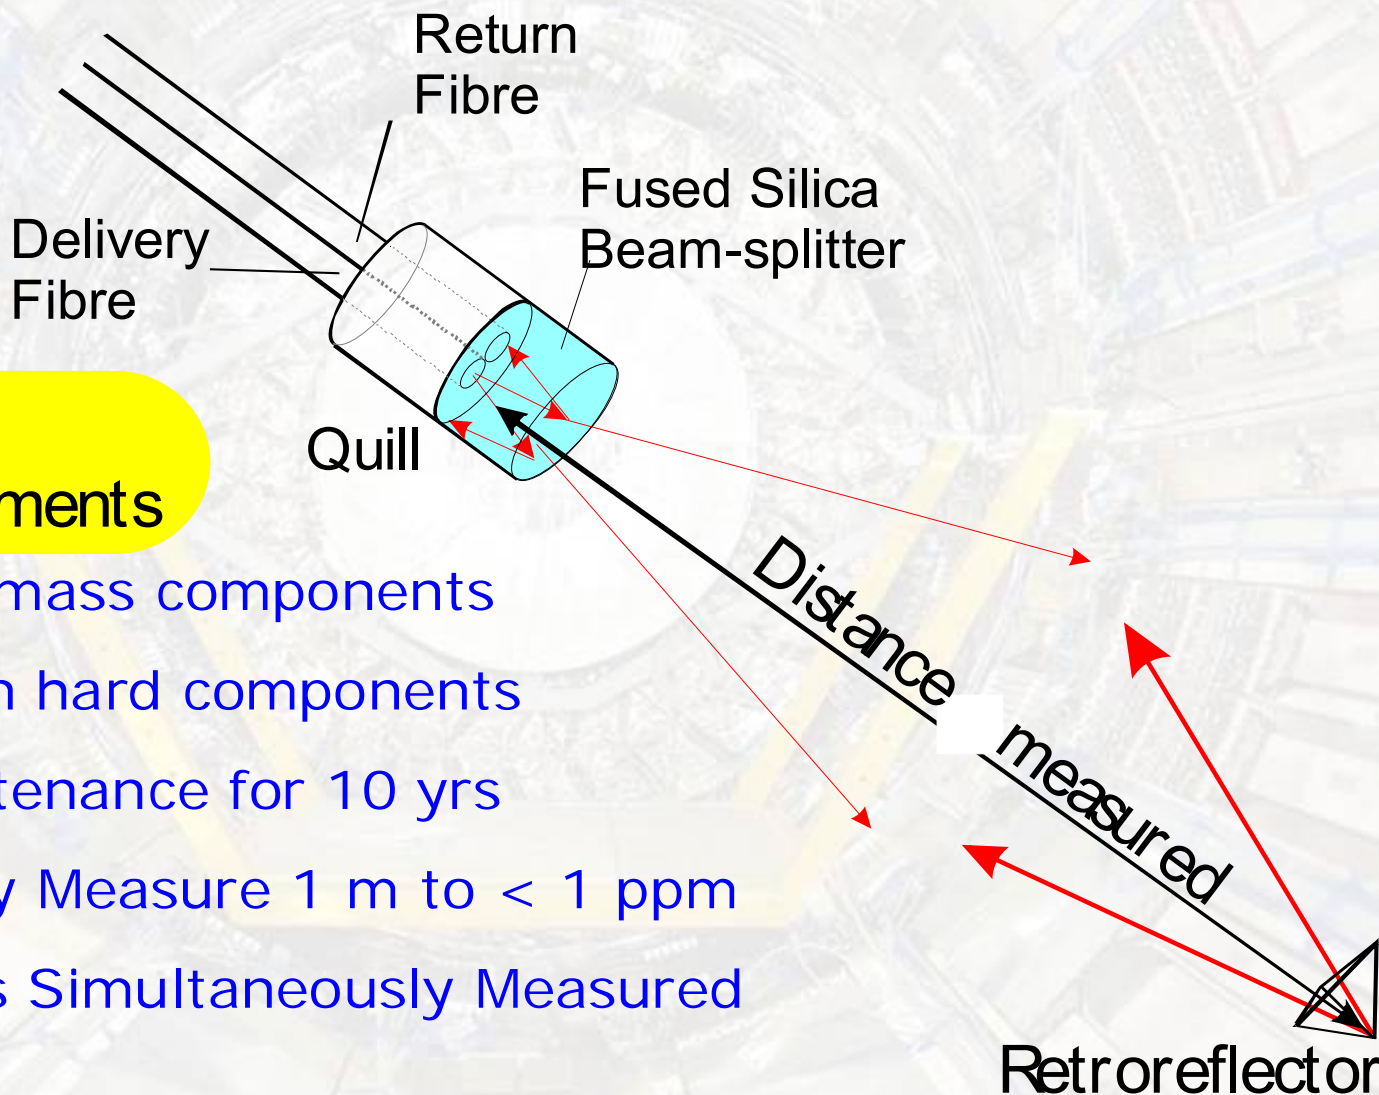 Return
Fibre
Fused Silica
Beam-splitter
Delivery
Fibre
Quill
ments
mass components
hard components
tenance for 10 yrs
y Measure 1 m to < 1 ppm
s Simultaneously Measured
Distance measured
Retroreflector